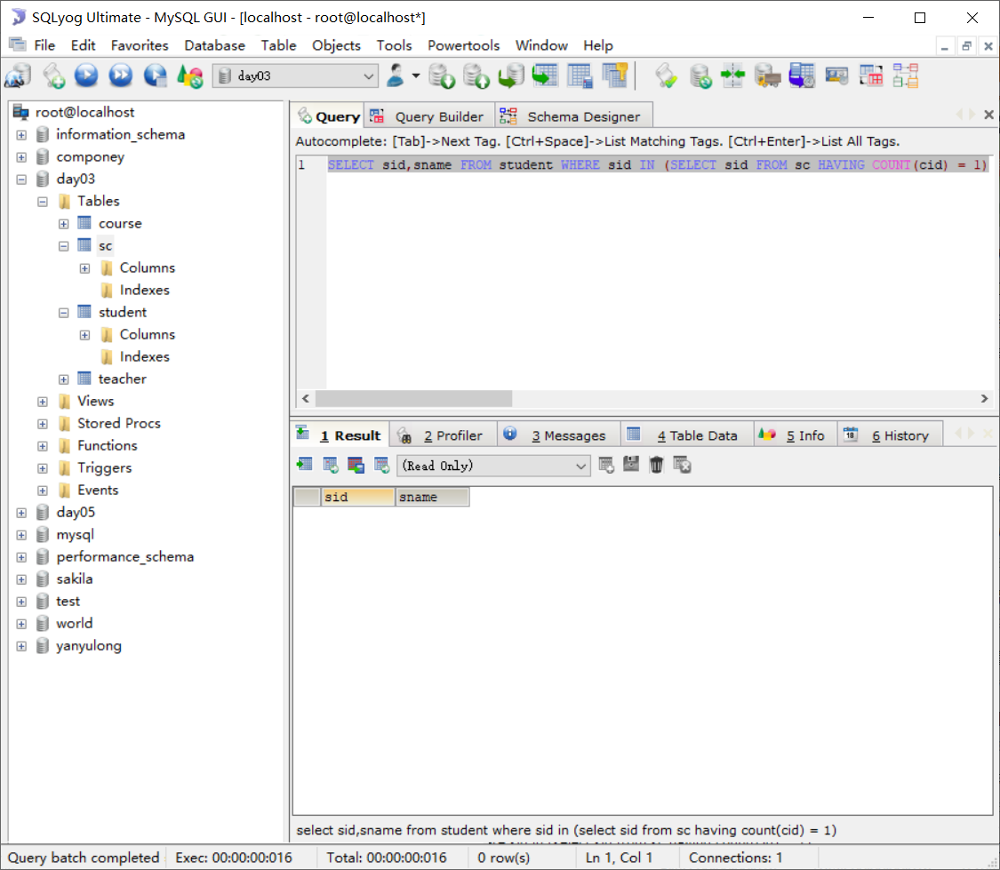 SQLyog Ultimate - MySQL GUI - [localhost - root@localhost*]
File Edit Favorites Database Table Objects Tools Powertools Window Help
day03
root@localhost
information_schema
componey
day03
Tables
course
sc
Columns
Indexes
student
Columns
Indexes
teacher
Views
Stored Procs
Functions
Triggers
Events
day05
mysql
performance_schema
sakila
test
world
yanyulong
Query Query Builder Schema Designer
Autocomplete: [Tab]->Next Tag. [Ctrl+Space]->List Matching Tags. [Ctrl+Enter]->List All Tags.
1 SELECT sid,sname FROM student WHERE sid IN (SELECT sid FROM sc HAVING COUNT(cid) = 1)
1 Result 2 Profiler 3 Messages 4 Table Data 5 Info 18 6 History
(Read Only)
sid sname
select sid,sname from student where sid in (select sid from sc having count(cid) = 1)
Query batch completed Exec: 00:00:00:016 Total: 00:00:00:016 0 row(s) Ln 1, Col 1 Connections: 1